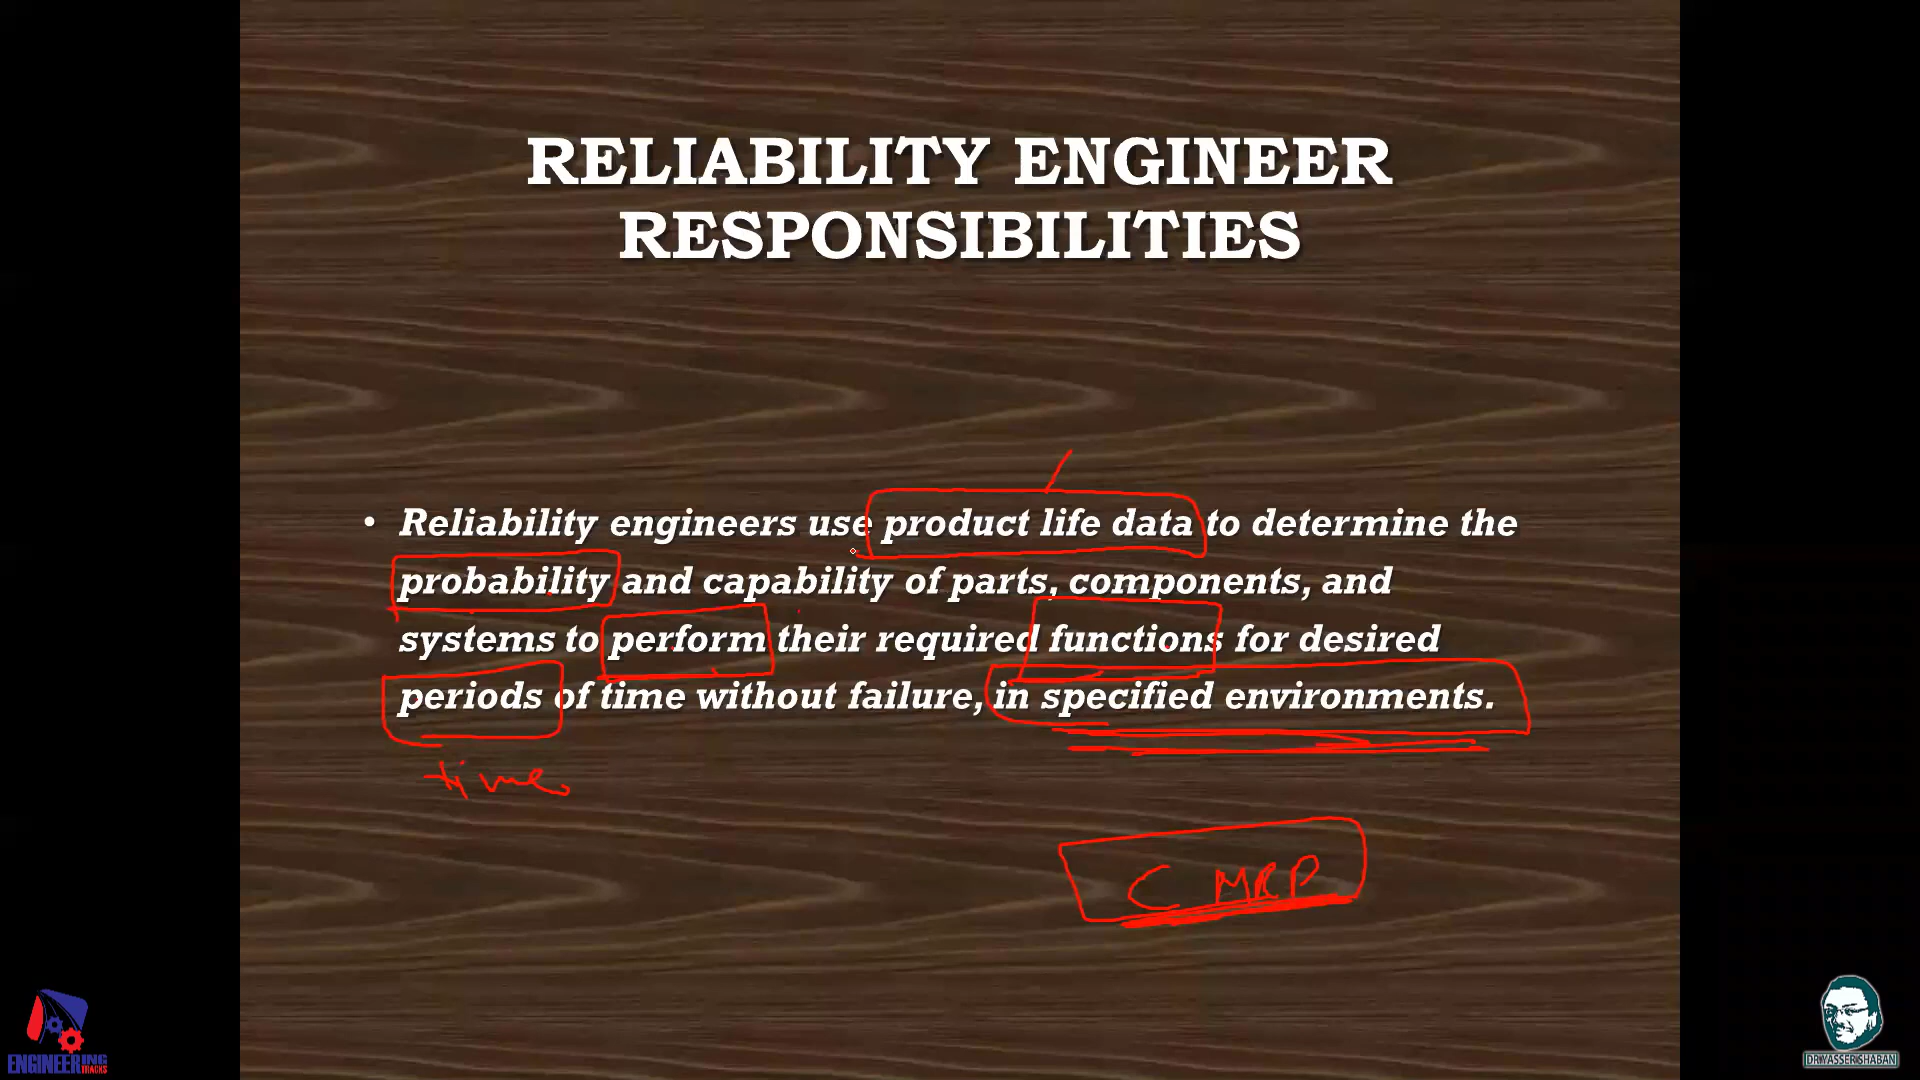 RELIABILITY ENGINEER
RESPONSIBILITIES
• Reliability engineers use product life data to determine the
probability and capability of parts, components, and
systems to perform their required functions for desired
periods of time without failure, in specified environments.
time
C MRP
ENGINEERING
TRACKS
DR.YASSER SHABAN